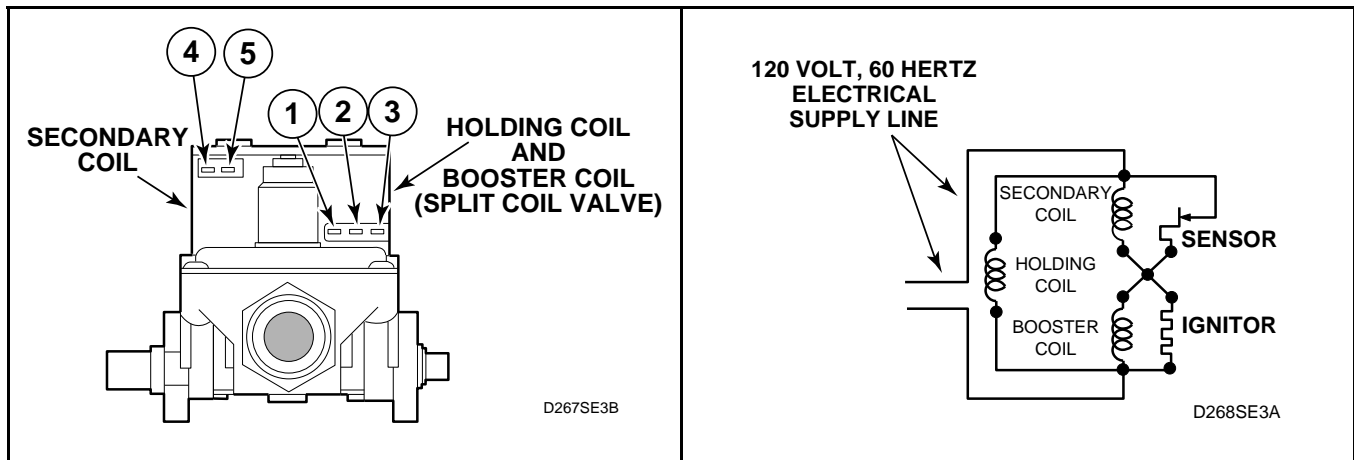 4
5
1
2
3
SECONDARY
COIL
HOLDING COIL
AND
BOOSTER COIL
(SPLIT COIL VALVE)
D267SE3B
120 VOLT, 60 HERTZ
ELECTRICAL
SUPPLY LINE
SECONDARY
COIL
SENSOR
HOLDING
COIL
BOOSTER
COIL
IGNITOR
D268SE3A